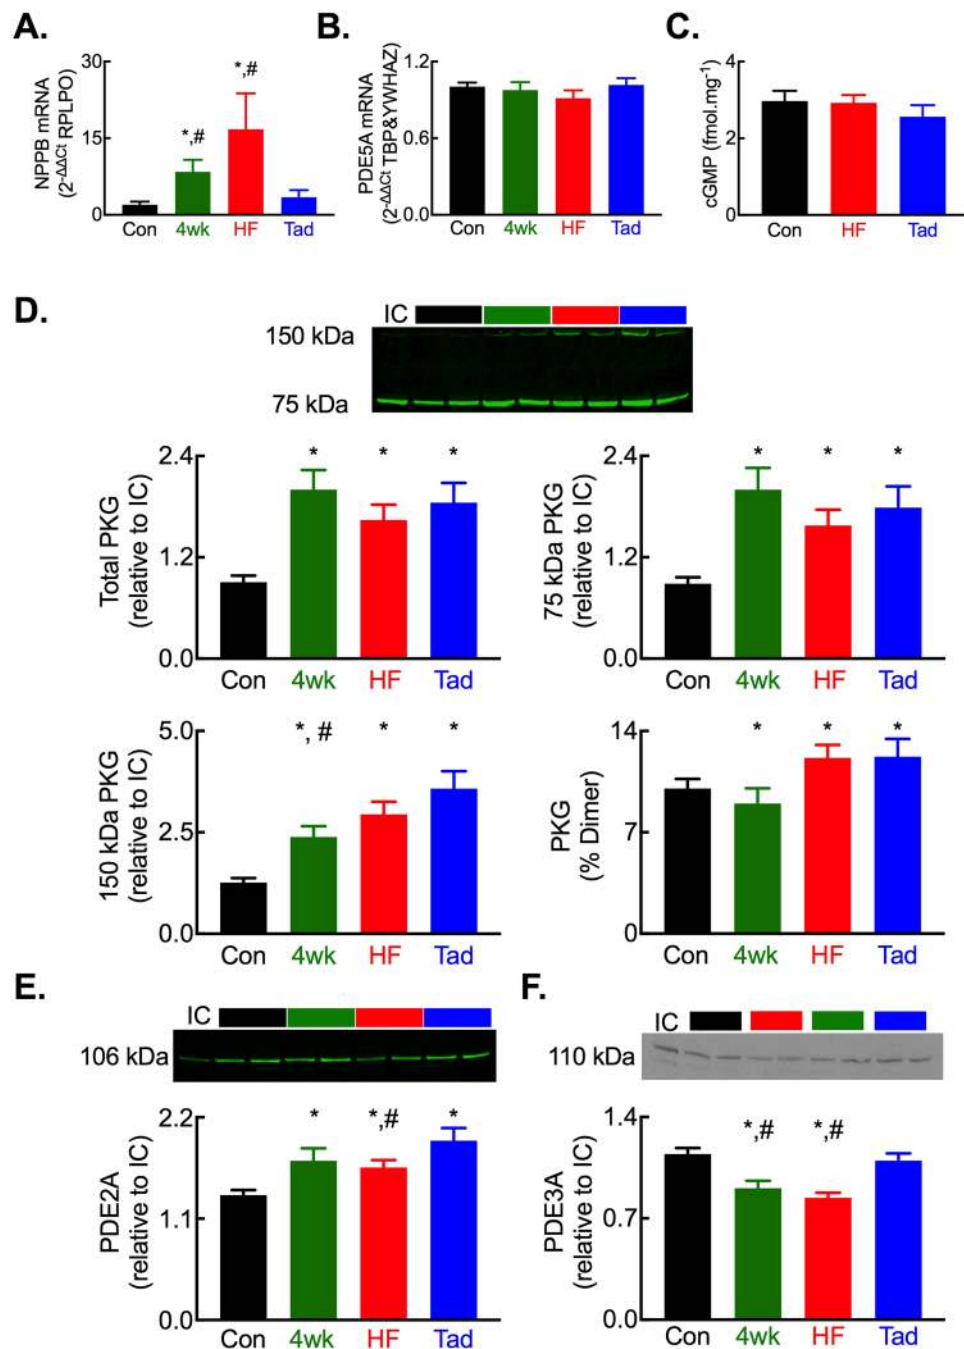 A.
B.
C.
NPPB mRNA
(2-ΔΔCt RPLPO)
30
15
0
*,#
*,#
Con 4wk HF Tad
PDE5A mRNA
(2-ΔΔCt TBP&YWHAZ)
1.2
0.6
0.0
Con 4wk HF Tad
cGMP (fmol.mg-1)
4
2
0
Con HF Tad
D.
IC
150 kDa
75 kDa
Total PKG
(relative to IC)
2.4
1.2
0.0
* * *
Con 4wk HF Tad
75 kDa PKG
(relative to IC)
2.4
1.2
0.0
* * *
Con 4wk HF Tad
150 kDa PKG
(relative to IC)
5.0
2.5
0.0
*, # * *
Con 4wk HF Tad
PKG
(% Dimer)
14
7
0
* * *
Con 4wk HF Tad
E.
IC
106 kDa
PDE2A
(relative to IC)
2.2
1.1
0.0
* *,# *
Con 4wk HF Tad
F.
IC
110 kDa
PDE3A
(relative to IC)
1.4
0.7
0.0
*,# *,#
Con 4wk HF Tad